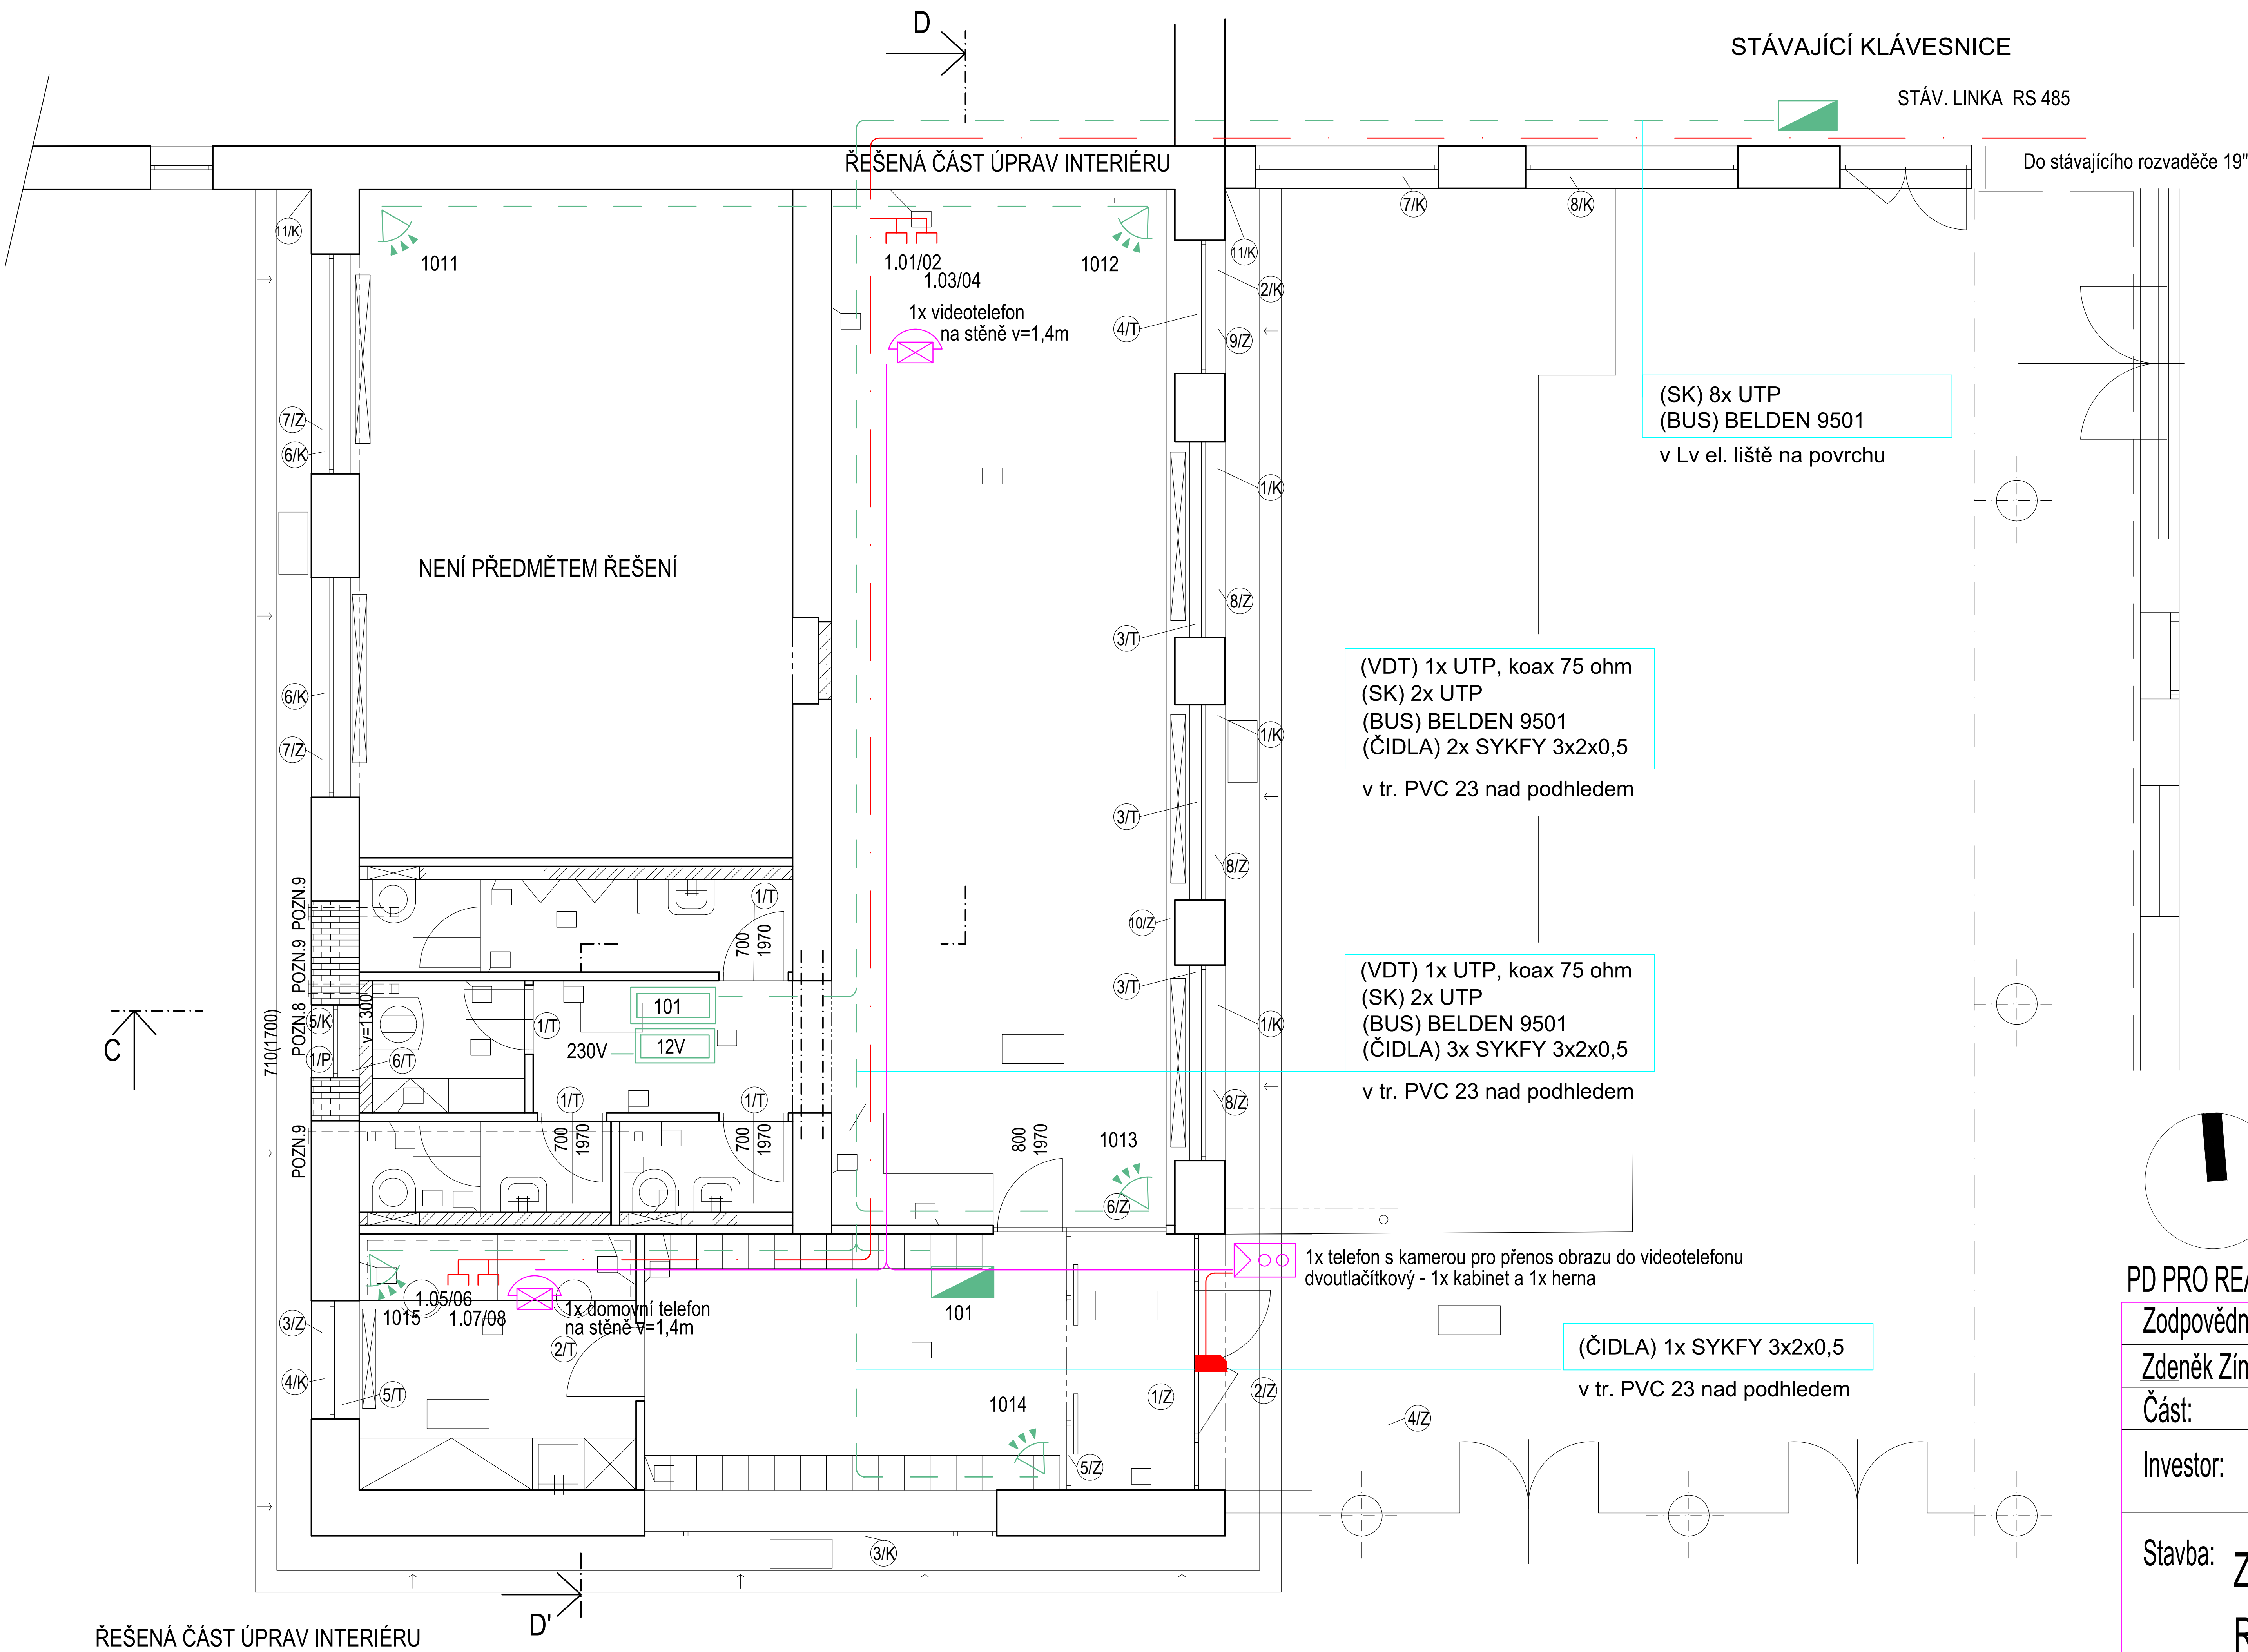 D
STÁVAJÍCÍ KLÁVESNICE
STÁV. LINKA RS 485
ŘEŠENÁ ČÁST ÚPRAV INTERIÉRU
Do stávajícího rozvaděče 19"
7/K
8/K
11/K
11/K
1011
1.01/02
1.03/04
1012
2/K
1x videotelefon
na stěně v=1,4m
4/T
9/Z
(SK) 8x UTP
(BUS) BELDEN 9501
v Lv el. liště na povrchu
7/Z
6/K
1/K
NENÍ PŘEDMĚTEM ŘEŠENÍ
8/Z
3/T
(VDT) 1x UTP, koax 75 ohm
(SK) 2x UTP
(BUS) BELDEN 9501
(ČIDLA) 2x SYKFY 3x2x0,5
v tr. PVC 23 nad podhledem
6/K
7/Z
1/K
3/T
8/Z
POZN.9
1/T
700
1970
10/Z
POZN.9
3/T
(VDT) 1x UTP, koax 75 ohm
(SK) 2x UTP
(BUS) BELDEN 9501
(ČIDLA) 3x SYKFY 3x2x0,5
v tr. PVC 23 nad podhledem
C
710(1700)
POZN.8
5/K
1/P
v=1300
6/T
1/T
101
230V
12V
1/K
8/Z
1/T
1/T
POZN.9
700
1970
700
1970
800
1970
1013
6/Z
1x telefon s kamerou pro přenos obrazu do videotelefonu
dvoutlačítkový - 1x kabinet a 1x herna
PD PRO REA
Zodpovědn
Zdeněk Zím
Část:
Investor:
Stavba:
Z
R
1015
1.05/06
1.07/08
1x domovní telefon
na stěně v=1,4m
101
3/Z
2/T
(ČIDLA) 1x SYKFY 3x2x0,5
v tr. PVC 23 nad podhledem
4/K
5/T
1014
1/Z
2/Z
4/Z
5/Z
3/K
D'
ŘEŠENÁ ČÁST ÚPRAV INTERIÉRU